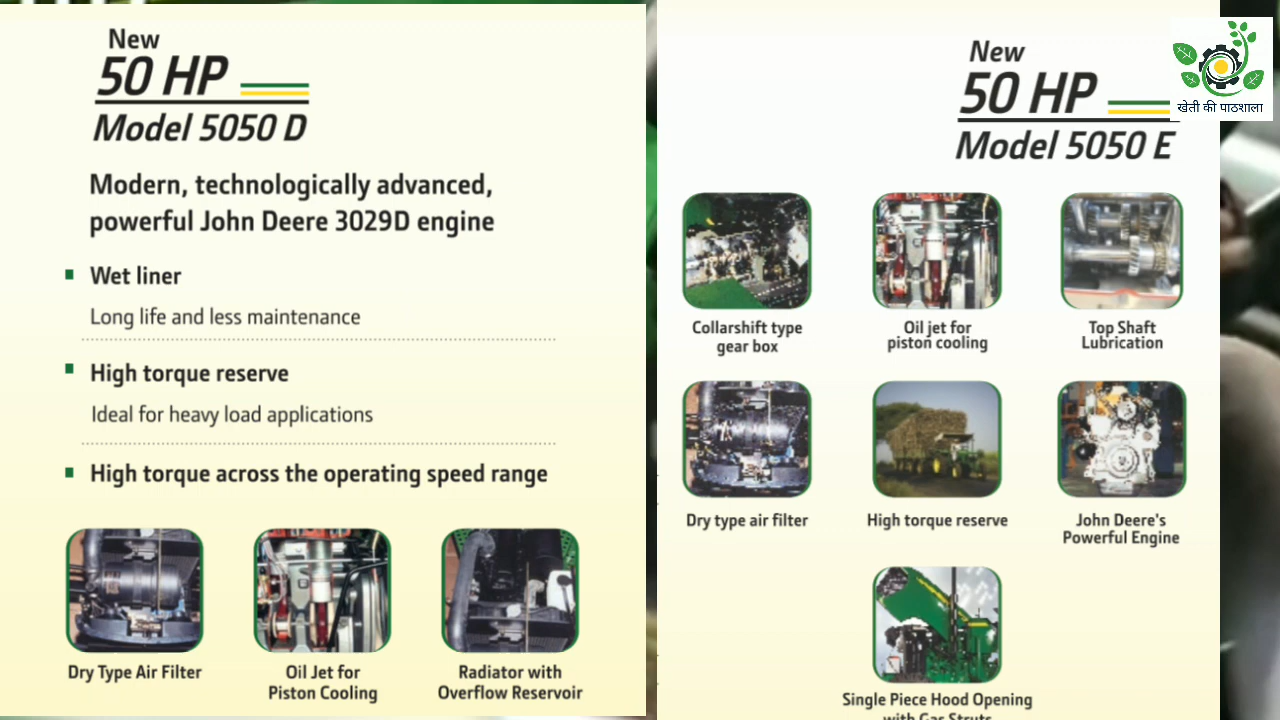 New
50 HP
Model 5050 D
Modern, technologically advanced,
powerful John Deere 3029D engine
Wet liner
Long life and less maintenance
High torque reserve
Ideal for heavy load applications
High torque across the operating speed range
Dry Type Air Filter
Oil Jet for
Piston Cooling
Radiator with
Overflow Reservoir
New
50 HP
Model 5050 E
Collarshift type
gear box
Oil jet for
piston cooling
Top Shaft
Lubrication
Dry type air filter
High torque reserve
John Deere's
Powerful Engine
Single Piece Hood Opening
with Gas Struts
खेती की पाठशाला